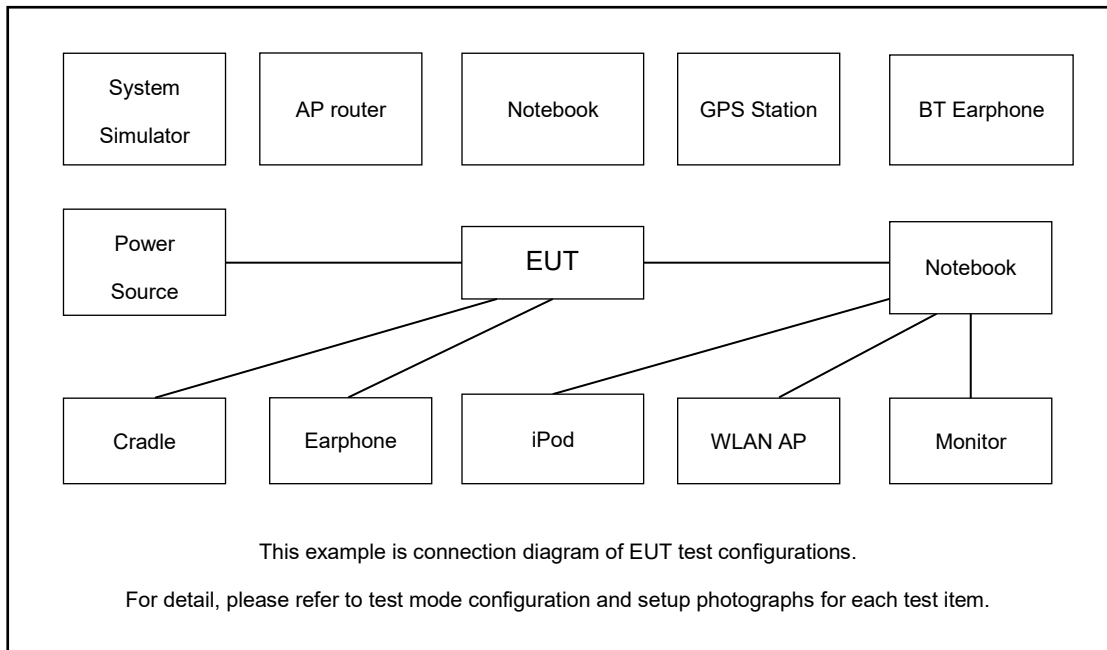 System
Simulator
AP router
Notebook
GPS Station
BT Earphone
Power
Source
EUT
Notebook
Cradle
Earphone
iPod
WLAN AP
Monitor
This example is connection diagram of EUT test configurations.
For detail, please refer to test mode configuration and setup photographs for each test item.